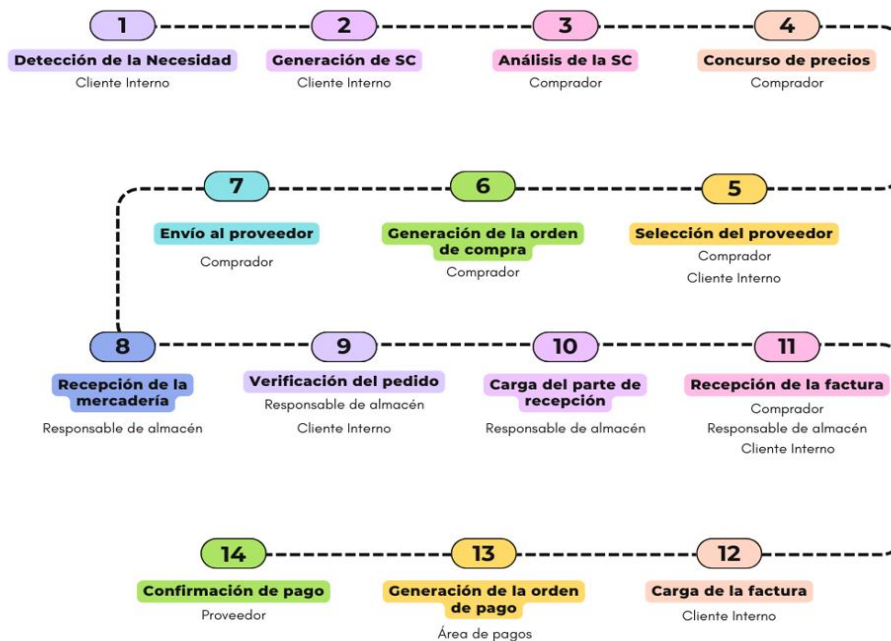 1
Detección de la Necesidad
Cliente Interno
2
Generación de SC
Cliente Interno
3
Análisis de la SC
Comprador
4
Concurso de precios
Comprador
5
Selección del proveedor
Comprador
Cliente Interno
6
Generación de la orden
de compra
Comprador
7
Envío al proveedor
Comprador
8
Recepción de la
mercadería
Responsable de almacén
9
Verificación del pedido
Responsable de almacén
Cliente Interno
10
Carga del parte de
recepción
Responsable de almacén
11
Recepción de la factura
Comprador
Responsable de almacén
Cliente Interno
12
Carga de la factura
Cliente Interno
13
Generación de la orden
de pago
Área de pagos
14
Confirmación de pago
Proveedor